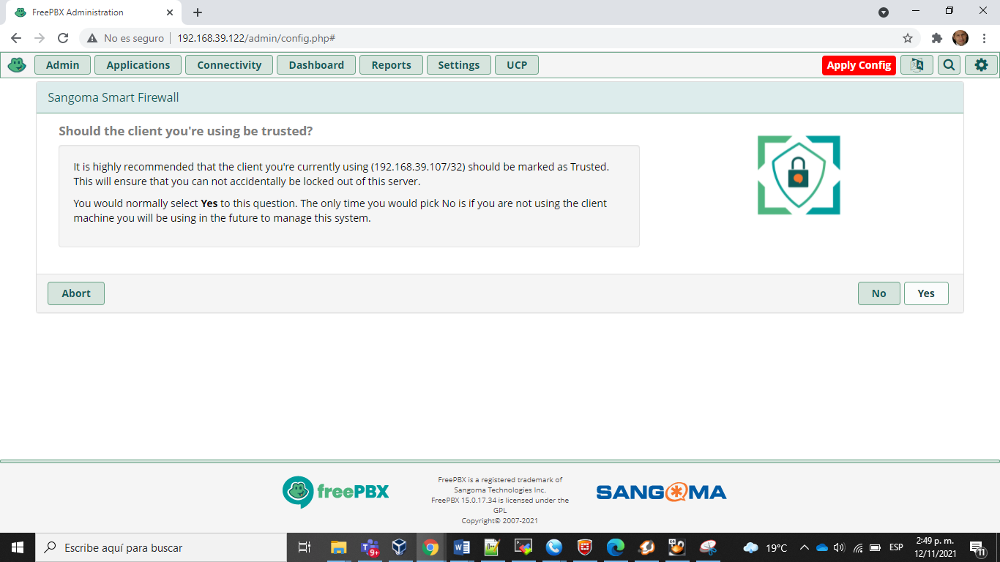 FreePBX Administration
No es seguro
192.168.39.122/admin/config.php#
Admin
Applications
Connectivity
Dashboard
Reports
Settings
UCP
Apply Config
Sangoma Smart Firewall
Should the client you're using be trusted?
It is highly recommended that the client you're currently using (192.168.39.107/32) should be marked as Trusted.
This will ensure that you can not accidentally be locked out of this server.
You would normally select Yes to this question. The only time you would pick No is if you are not using the client
machine you will be using in the future to manage this system.
Abort
No
Yes
freePBX
FreePBX is a registered trademark of
Sangoma Technologies Inc.
FreePBX 15.0.17.34 is licensed under the
GPL
Copyright© 2007-2021
SANGOMA
Escribe aquí para buscar
9+
19°C
ESP
2:49 p. m.
12/11/2021
11